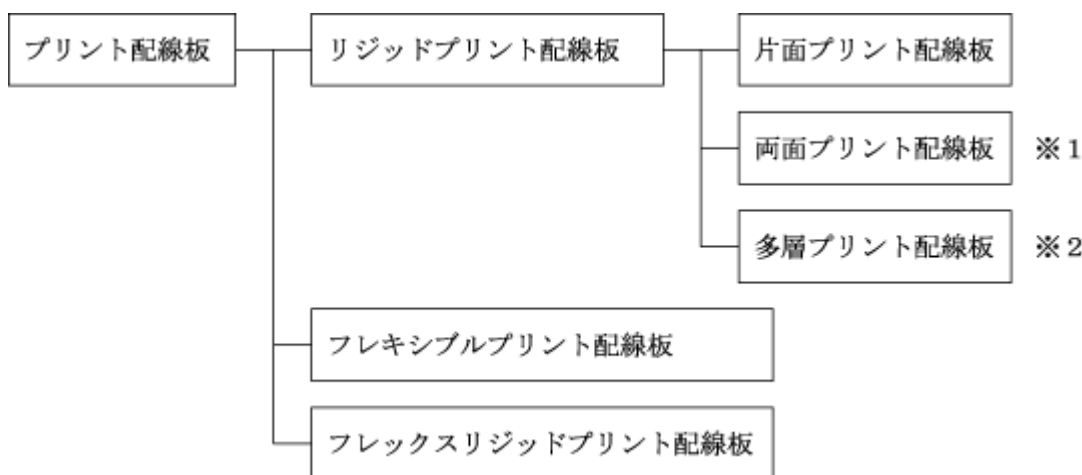 プリント配線板
リジッドプリント配線板
片面プリント配線板
両面プリント配線板 ※1
多層プリント配線板 ※2
フレキシブルプリント配線板
フレックスリジッドプリント配線板